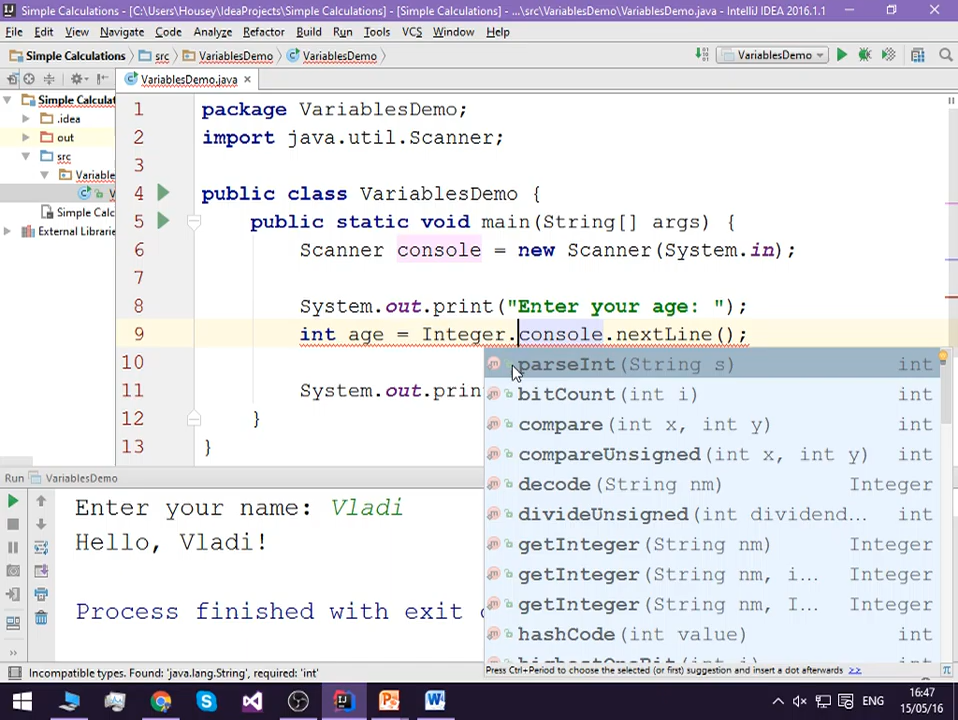 Simple Calculations - [C:\Users\Housey\IdeaProjects\Simple Calculations] - [Simple Calculations] - ...\src\VariablesDemo\VariablesDemo.java - IntelliJ IDEA 2016.1.1
File Edit View Navigate Code Analyze Refactor Build Run Tools VCS Window Help
Simple Calculations src VariablesDemo VariablesDemo VariablesDemo
VariablesDemo.java
Simple Calculat
.idea
out
src
Variable
V
Simple Calc
External Librarie
1 package VariablesDemo;
2 import java.util.Scanner;
3
4 public class VariablesDemo {
5 public static void main(String[] args) {
6 Scanner console = new Scanner(System.in);
7
8 System.out.print("Enter your age: ");
9 int age = Integer.console.nextLine();
10
11 System.out.print
12 }
13 }
parseInt(String s) int
bitCount(int i) int
compare(int x, int y) int
compareUnsigned(int x, int y) int
decode(String nm) Integer
divideUnsigned(int dividend... int
getInteger(String nm) Integer
getInteger(String nm, i... Integer
getInteger(String nm, I... Integer
hashCode(int value) int
highestOneBit(int i) int
Press Ctrl+Period to choose the selected (or first) suggestion and insert a dot afterwards >>
Run VariablesDemo
Enter your name: Vladi
Hello, Vladi!
Process finished with exit c
Incompatible types. Found: 'java.lang.String', required: 'int'
ENG
16:47
15/05/16